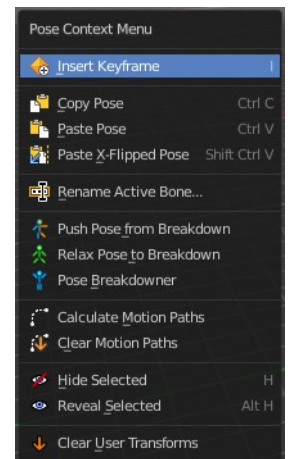 Pose Context Menu
Insert Keyframe I
Copy Pose Ctrl C
Paste Pose Ctrl V
Paste X-Flipped Pose Shift Ctrl V
Rename Active Bone...
Push Pose from Breakdown
Relax Pose to Breakdown
Pose Breakdowner
Calculate Motion Paths
Clear Motion Paths
Hide Selected H
Reveal Selected Alt H
Clear User Transforms